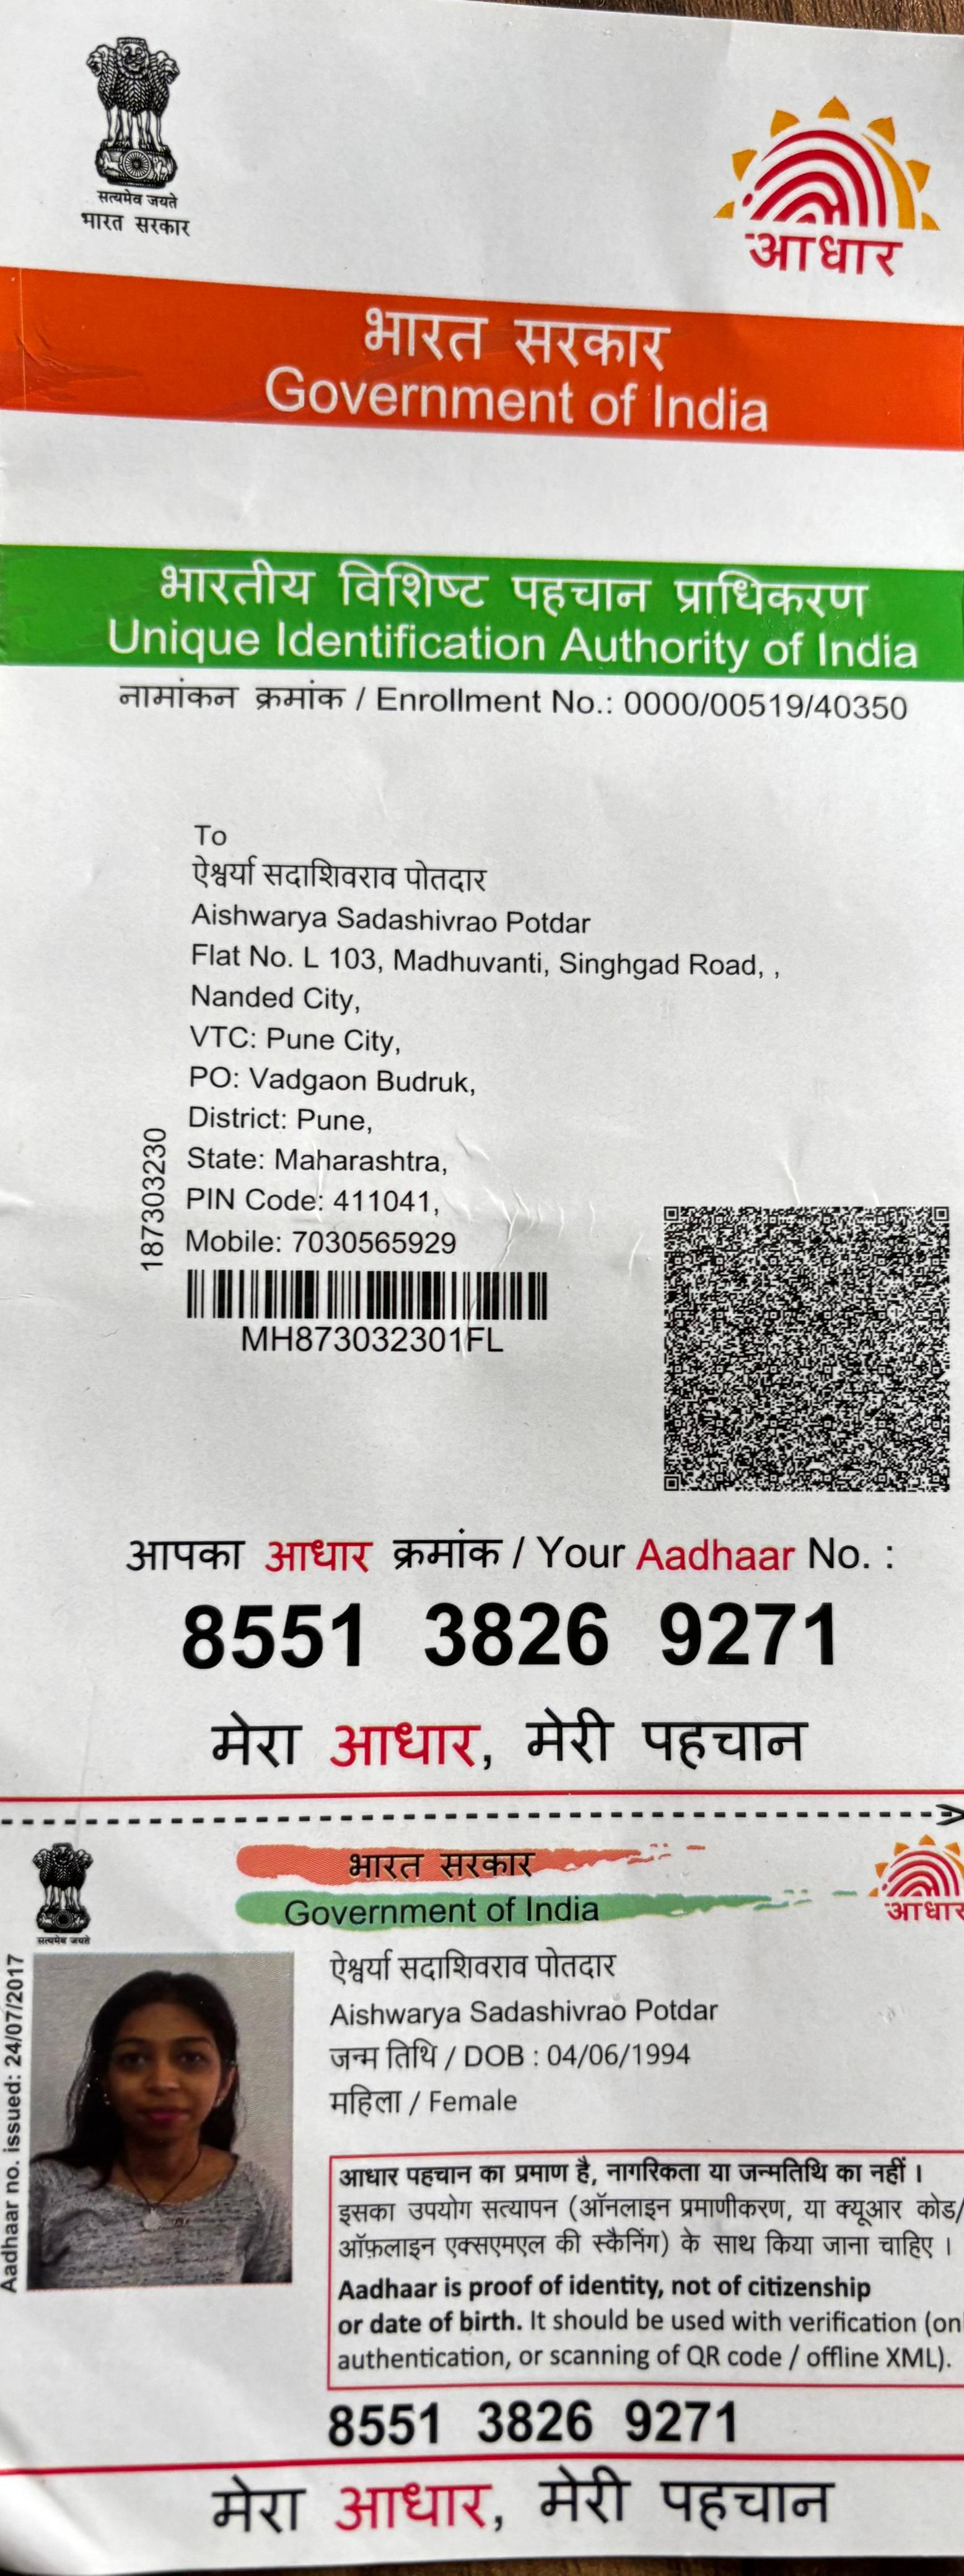 सत्यमेव जयते
भारत सरकार
आधार
भारत सरकार
Government of India
भारतीय विशिष्ट पहचान प्राधिकरण
Unique Identification Authority of India
नामांकन क्रमांक / Enrollment No.: 0000/00519/40350
To
ऐश्वर्या सदाशिवराव पोतदार
Aishwarya Sadashivrao Potdar
Flat No. L 103, Madhuvanti, Singhgad Road, ,
Nanded City,
VTC: Pune City,
PO: Vadgaon Budruk,
District: Pune,
State: Maharashtra,
PIN Code: 411041,
Mobile: 7030565929
187303230
MH873032301FL
आपका आधार क्रमांक / Your Aadhaar No. :
8551 3826 9271
मेरा आधार, मेरी पहचान
भारत सरकार
Government of India
सत्यमेव जयते
आधार
Aadhaar no. issued: 24/07/2017
ऐश्वर्या सदाशिवराव पोतदार
Aishwarya Sadashivrao Potdar
जन्म तिथि / DOB : 04/06/1994
महिला / Female
आधार पहचान का प्रमाण है, नागरिकता या जन्मतिथि का नहीं ।
इसका उपयोग सत्यापन (ऑनलाइन प्रमाणीकरण, या क्यूआर कोड/
ऑफ़लाइन एक्सएमएल की स्कैनिंग) के साथ किया जाना चाहिए ।
Aadhaar is proof of identity, not of citizenship
or date of birth. It should be used with verification (on
authentication, or scanning of QR code / offline XML).
8551 3826 9271
मेरा आधार, मेरी पहचान